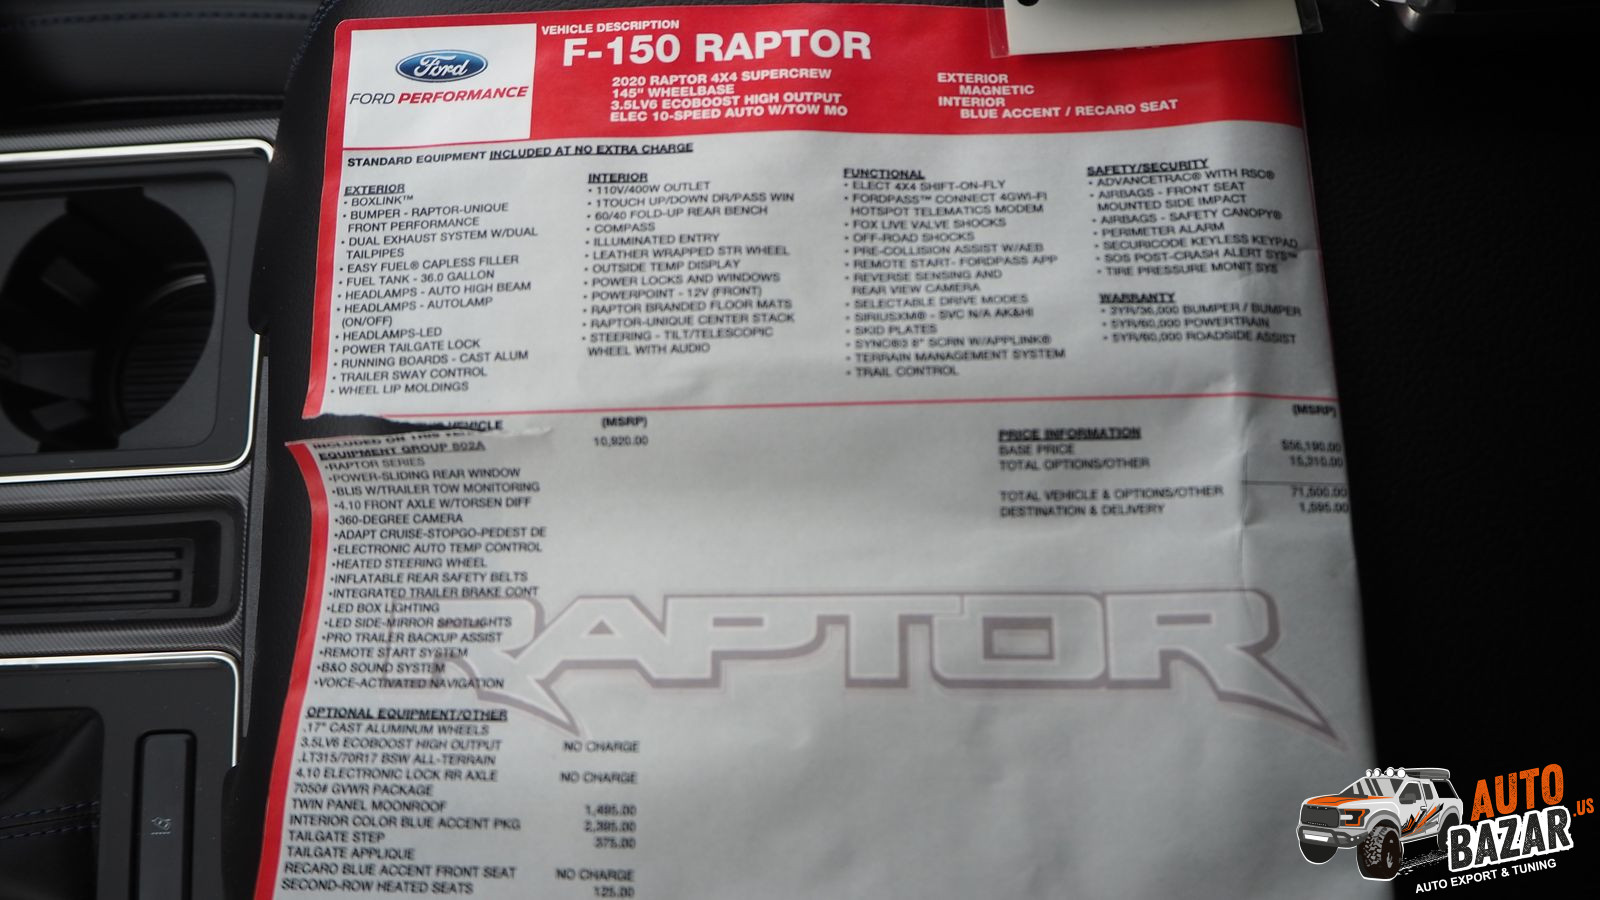 Ford
FORD PERFORMANCE
VEHICLE DESCRIPTION
F-150 RAPTOR
2020 RAPTOR 4X4 SUPERCREW
145" WHEELBASE
3.5LV6 ECOBOOST HIGH OUTPUT
ELEC 10-SPEED AUTO W/TOW MO
EXTERIOR
MAGNETIC
INTERIOR
BLUE ACCENT / RECARO SEAT
STANDARD EQUIPMENT INCLUDED AT NO EXTRA CHARGE
EXTERIOR
• BOXLINK™
• BUMPER - RAPTOR-UNIQUE
FRONT PERFORMANCE
• DUAL EXHAUST SYSTEM W/DUAL
TAILPIPES
• EASY FUEL® CAPLESS FILLER
• FUEL TANK - 36.0 GALLON
• HEADLAMPS - AUTO HIGH BEAM
• HEADLAMPS - AUTOLAMP
(ON/OFF)
• HEADLAMPS-LED
• POWER TAILGATE LOCK
• RUNNING BOARDS - CAST ALUM
• TRAILER SWAY CONTROL
• WHEEL LIP MOLDINGS
INTERIOR
• 110V/400W OUTLET
• 1TOUCH UP/DOWN DR/PASS WIN
• 60/40 FOLD-UP REAR BENCH
• COMPASS
• ILLUMINATED ENTRY
• LEATHER WRAPPED STR WHEEL
• OUTSIDE TEMP DISPLAY
• POWER LOCKS AND WINDOWS
• POWERPOINT - 12V (FRONT)
• RAPTOR BRANDED FLOOR MATS
• RAPTOR-UNIQUE CENTER STACK
• STEERING - TILT/TELESCOPIC
WHEEL WITH AUDIO
FUNCTIONAL
• ELECT 4X4 SHIFT-ON-FLY
• FORDPASS™ CONNECT 4GWI-FI
HOTSPOT TELEMATICS MODEM
• FOX LIVE VALVE SHOCKS
• OFF-ROAD SHOCKS
• PRE-COLLISION ASSIST W/AEB
• REMOTE START- FORDPASS APP
• REVERSE SENSING AND
REAR VIEW CAMERA
• SELECTABLE DRIVE MODES
• SIRIUSXM® - SVC N/A AK&HI
• SKID PLATES
• SYNC®3 8" SCRN W/APPLINK®
• TERRAIN MANAGEMENT SYSTEM
• TRAIL CONTROL
SAFETY/SECURITY
• ADVANCETRAC® WITH RSC®
• AIRBAGS - FRONT SEAT
MOUNTED SIDE IMPACT
• AIRBAGS - SAFETY CANOPY®
• PERIMETER ALARM
• SECURICODE KEYLESS KEYPAD
• SOS POST-CRASH ALERT SYS™
• TIRE PRESSURE MONIT SYS
WARRANTY
• 3YR/36,000 BUMPER / BUMPER
• 5YR/60,000 POWERTRAIN
• 5YR/60,000 ROADSIDE ASSIST
VEHICLE
(MSRP)
INCLUDED ON THIS
EQUIPMENT GROUP 802A
10,920.00
•RAPTOR SERIES
•POWER-SLIDING REAR WINDOW
•BLIS W/TRAILER TOW MONITORING
•4.10 FRONT AXLE W/TORSEN DIFF
•360-DEGREE CAMERA
•ADAPT CRUISE-STOPGO-PEDEST DE
•ELECTRONIC AUTO TEMP CONTROL
•HEATED STEERING WHEEL
•INFLATABLE REAR SAFETY BELTS
•INTEGRATED TRAILER BRAKE CONT
•LED BOX LIGHTING
•LED SIDE-MIRROR SPOTLIGHTS
•PRO TRAILER BACKUP ASSIST
•REMOTE START SYSTEM
•B&O SOUND SYSTEM
•VOICE-ACTIVATED NAVIGATION
(MSRP)
PRICE INFORMATION
BASE PRICE $56,190.00
TOTAL OPTIONS/OTHER 15,310.00
TOTAL VEHICLE & OPTIONS/OTHER 71,500.00
DESTINATION & DELIVERY 1,595.00
RAPTOR
OPTIONAL EQUIPMENT/OTHER
.17" CAST ALUMINUM WHEELS
3.5LV6 ECOBOOST HIGH OUTPUT NO CHARGE
.LT315/70R17 BSW ALL-TERRAIN
4.10 ELECTRONIC LOCK RR AXLE NO CHARGE
7050# GVWR PACKAGE
TWIN PANEL MOONROOF 1,495.00
INTERIOR COLOR BLUE ACCENT PKG 2,395.00
TAILGATE STEP 375.00
TAILGATE APPLIQUE
RECARO BLUE ACCENT FRONT SEAT NO CHARGE
SECOND-ROW HEATED SEATS 125.00
AUTO
BAZAR.US
AUTO EXPORT & TUNING